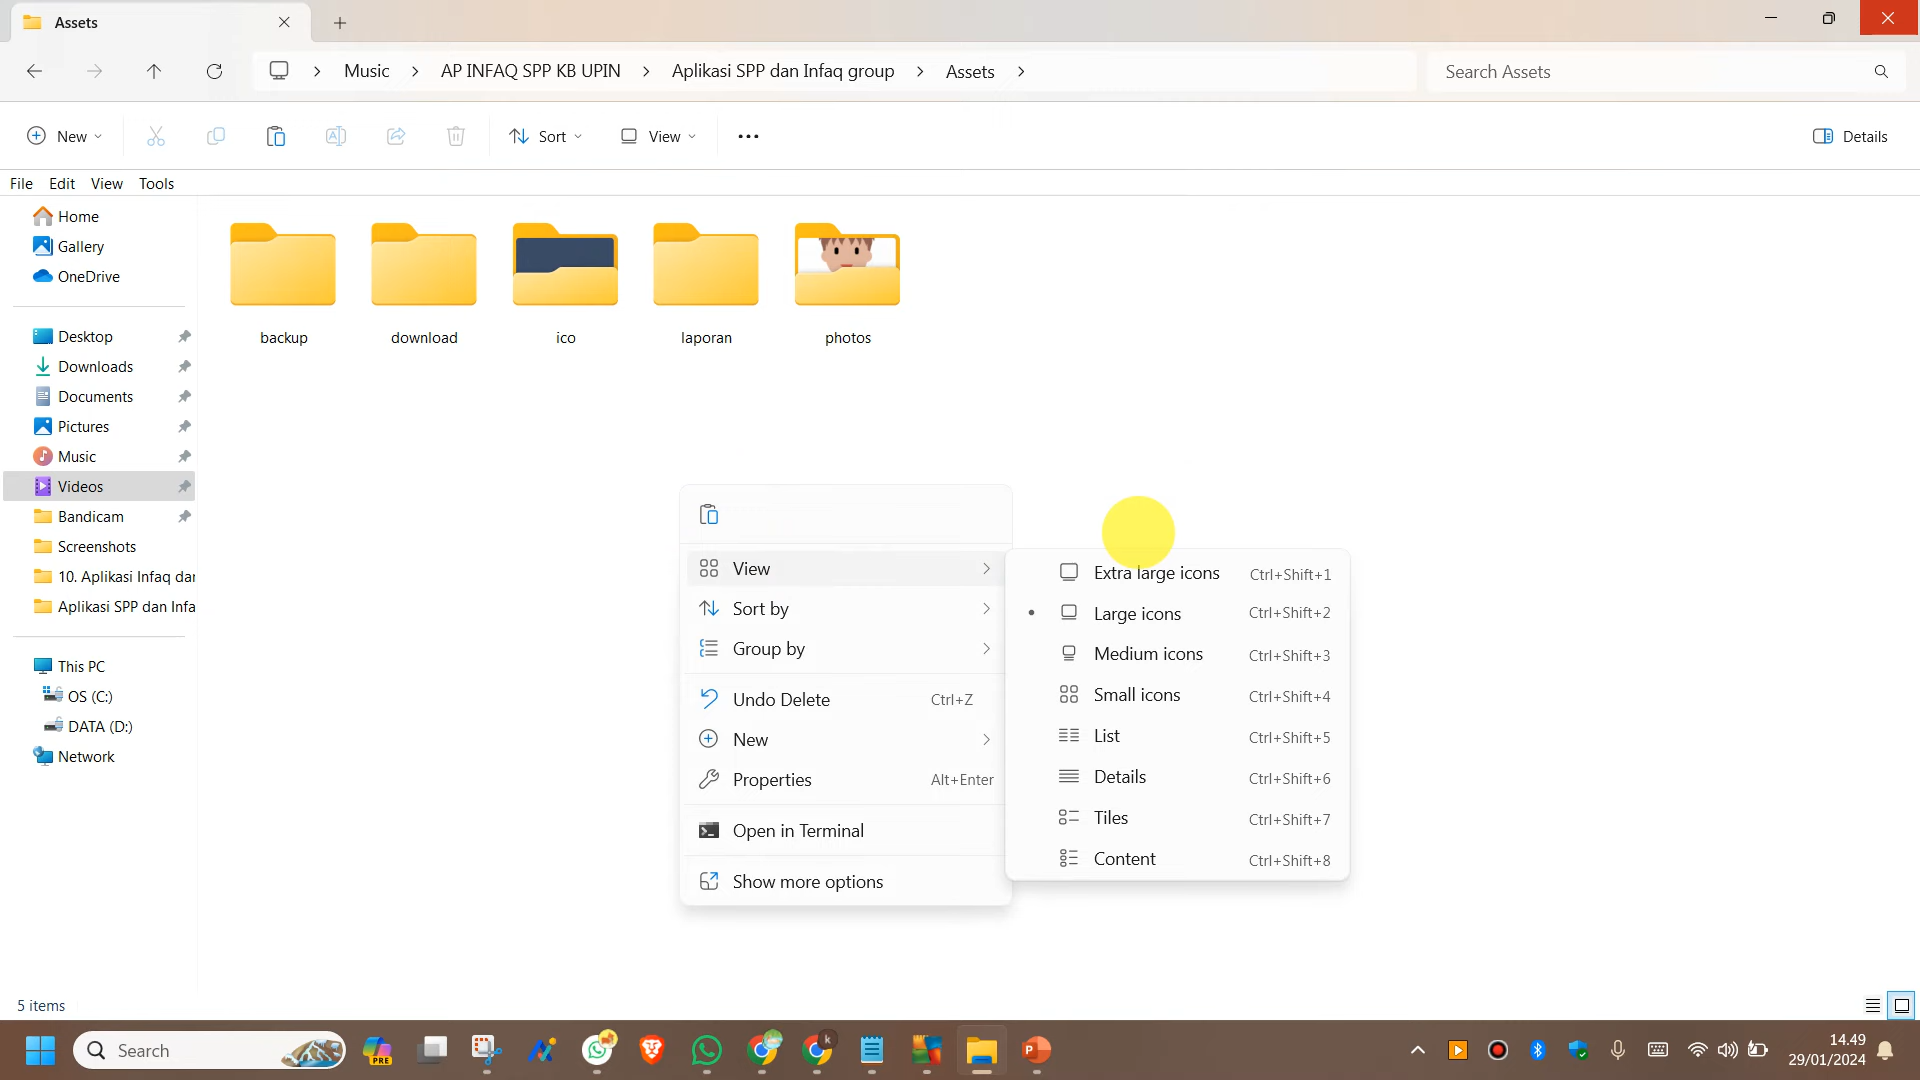 Assets
Music
AP INFAQ SPP KB UPIN
Aplikasi SPP dan Infaq group
Assets
Search Assets
New
Sort
View
Details
File Edit View Tools
Home
Gallery
OneDrive
Desktop
Downloads
Documents
Pictures
Music
Videos
Bandicam
Screenshots
10. Aplikasi Infaq dan
Aplikasi SPP dan Infa
This PC
OS (C:)
DATA (D:)
Network
backup
download
ico
laporan
photos
View
Sort by
Group by
Undo Delete Ctrl+Z
New
Properties Alt+Enter
Open in Terminal
Show more options
Extra large icons Ctrl+Shift+1
Large icons Ctrl+Shift+2
Medium icons Ctrl+Shift+3
Small icons Ctrl+Shift+4
List Ctrl+Shift+5
Details Ctrl+Shift+6
Tiles Ctrl+Shift+7
Content Ctrl+Shift+8
5 items
Search
PRE
k
14.49
29/01/2024